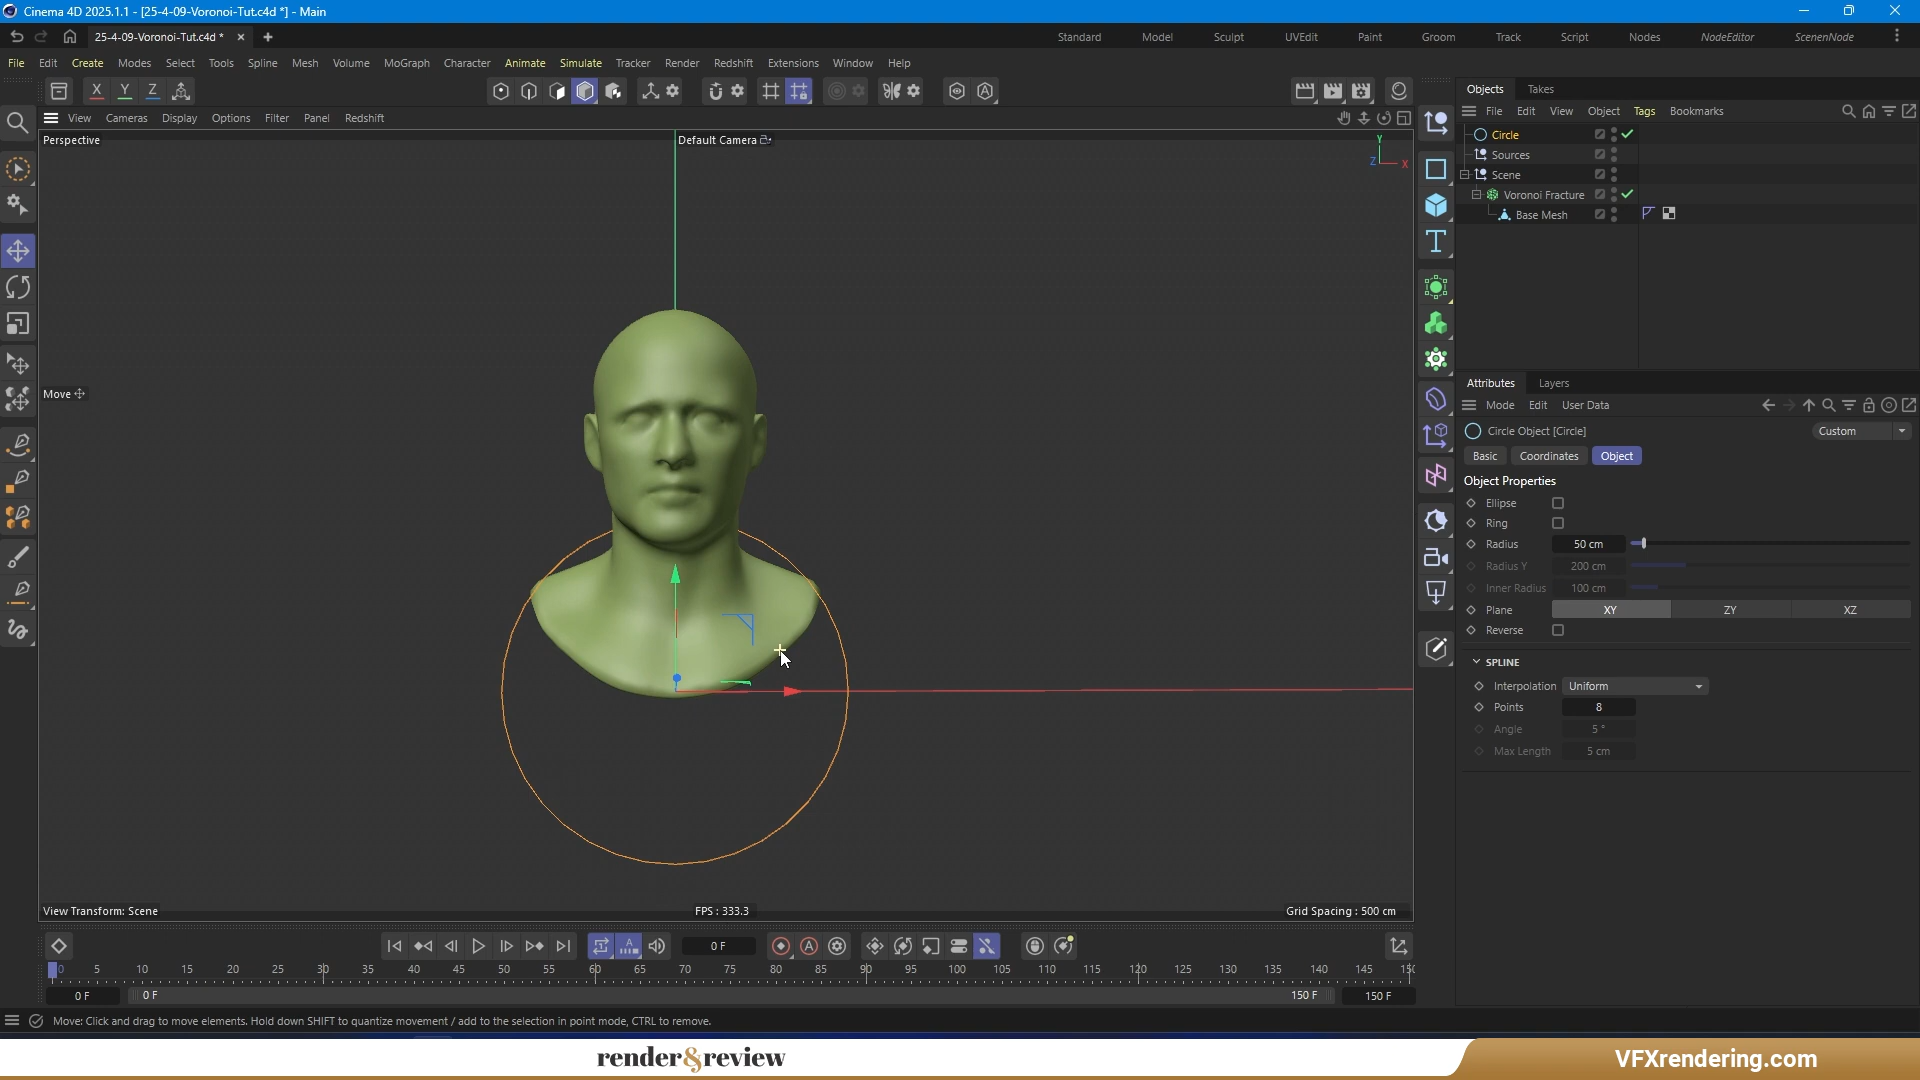 Cinema 4D 2025.1.1 - [25-4-09-Voronoi-Tut.c4d *] - Main
25-4-09-Voronoi-Tut.c4d *
Standard Model Sculpt UVEdit Paint Groom Track Script Nodes NodeEditor ScenenNode
File Edit Create Modes Select Tools Spline Mesh Volume MoGraph Character Animate Simulate Tracker Render Redshift Extensions Window Help
X Y Z
Objects Takes
View Cameras Display Options Filter Panel Redshift
File Edit View Object Tags Bookmarks
Perspective
Default Camera
Y
Z X
Circle
Sources
Scene
Voronoi Fracture
Base Mesh
Move
Attributes Layers
Mode Edit User Data
Circle Object [Circle]
Custom
Basic Coordinates Object
Object Properties
Ellipse
Ring
Radius 50 cm
Radius Y 200 cm
Inner Radius 100 cm
Plane XY ZY XZ
Reverse
SPLINE
Interpolation Uniform
Points 8
Angle 5 °
Max Length 5 cm
View Transform: Scene
FPS : 333.3
Grid Spacing : 500 cm
0 F
0 5 10 15 20 25 30 35 40 45 50 55 60 65 70 75 80 85 90 95 100 105 110 115 120 125 130 135 140 145 150
0 F 0 F 150 F 150 F
Move: Click and drag to move elements. Hold down SHIFT to quantize movement / add to the selection in point mode, CTRL to remove.
render&review
VFXrendering.com